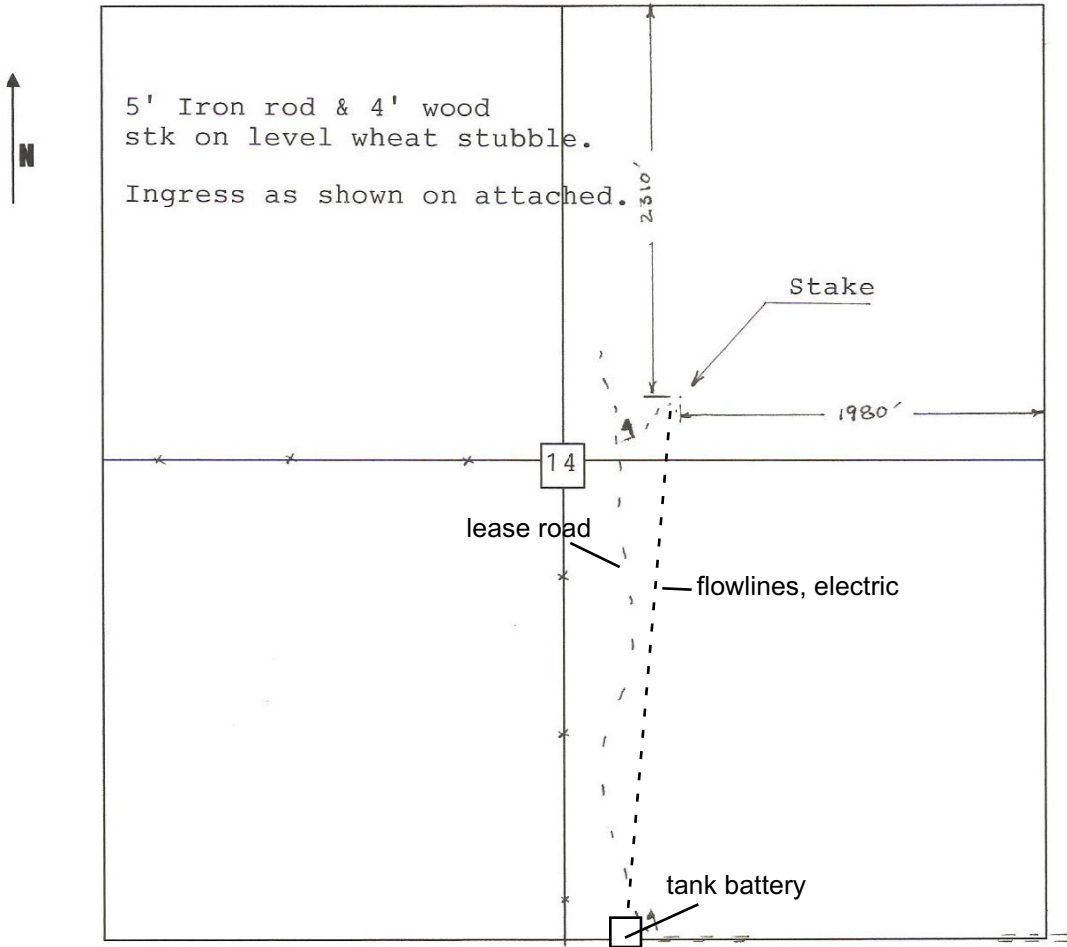 5' Iron rod & 4' wood
stk on level wheat stubble.
Ingress as shown on attached.
N
2310'
Stake
1980'
14
lease road
flowlines, electric
tank battery